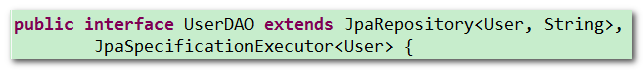 public interface UserDAO extends JpaRepository<User, String>,
        JpaSpecificationExecutor<User> {